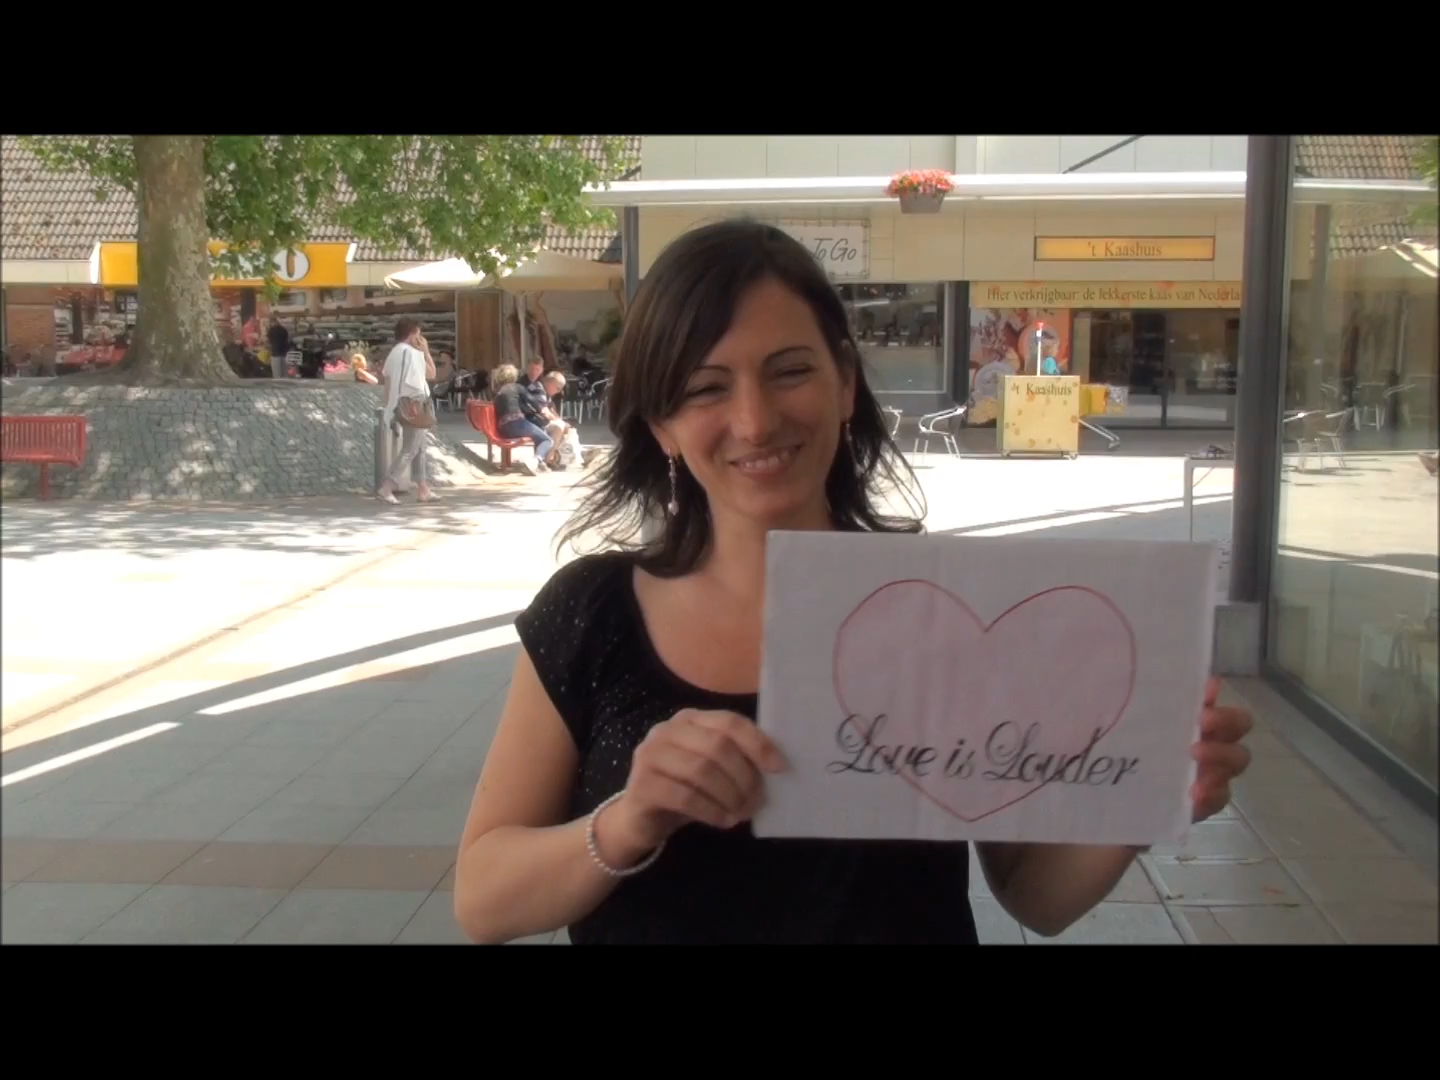 To Go
't Kaashuis
Hier verkrijgbaar: de lekkerste kaas van Nederla
't Kaashuis
Love is Louder